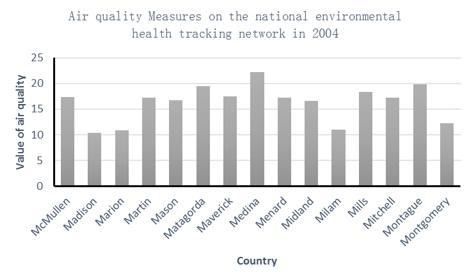 Air quality Measures on the national environmental
health tracking network in 2004
Value of air quality
25
20
15
10
5
0
McMullen
Madison
Marion
Martin
Mason
Matagorda
Maverick
Medina
Menard
Midland
Milam
Mills
Mitchell
Montague
Montgomery
Country